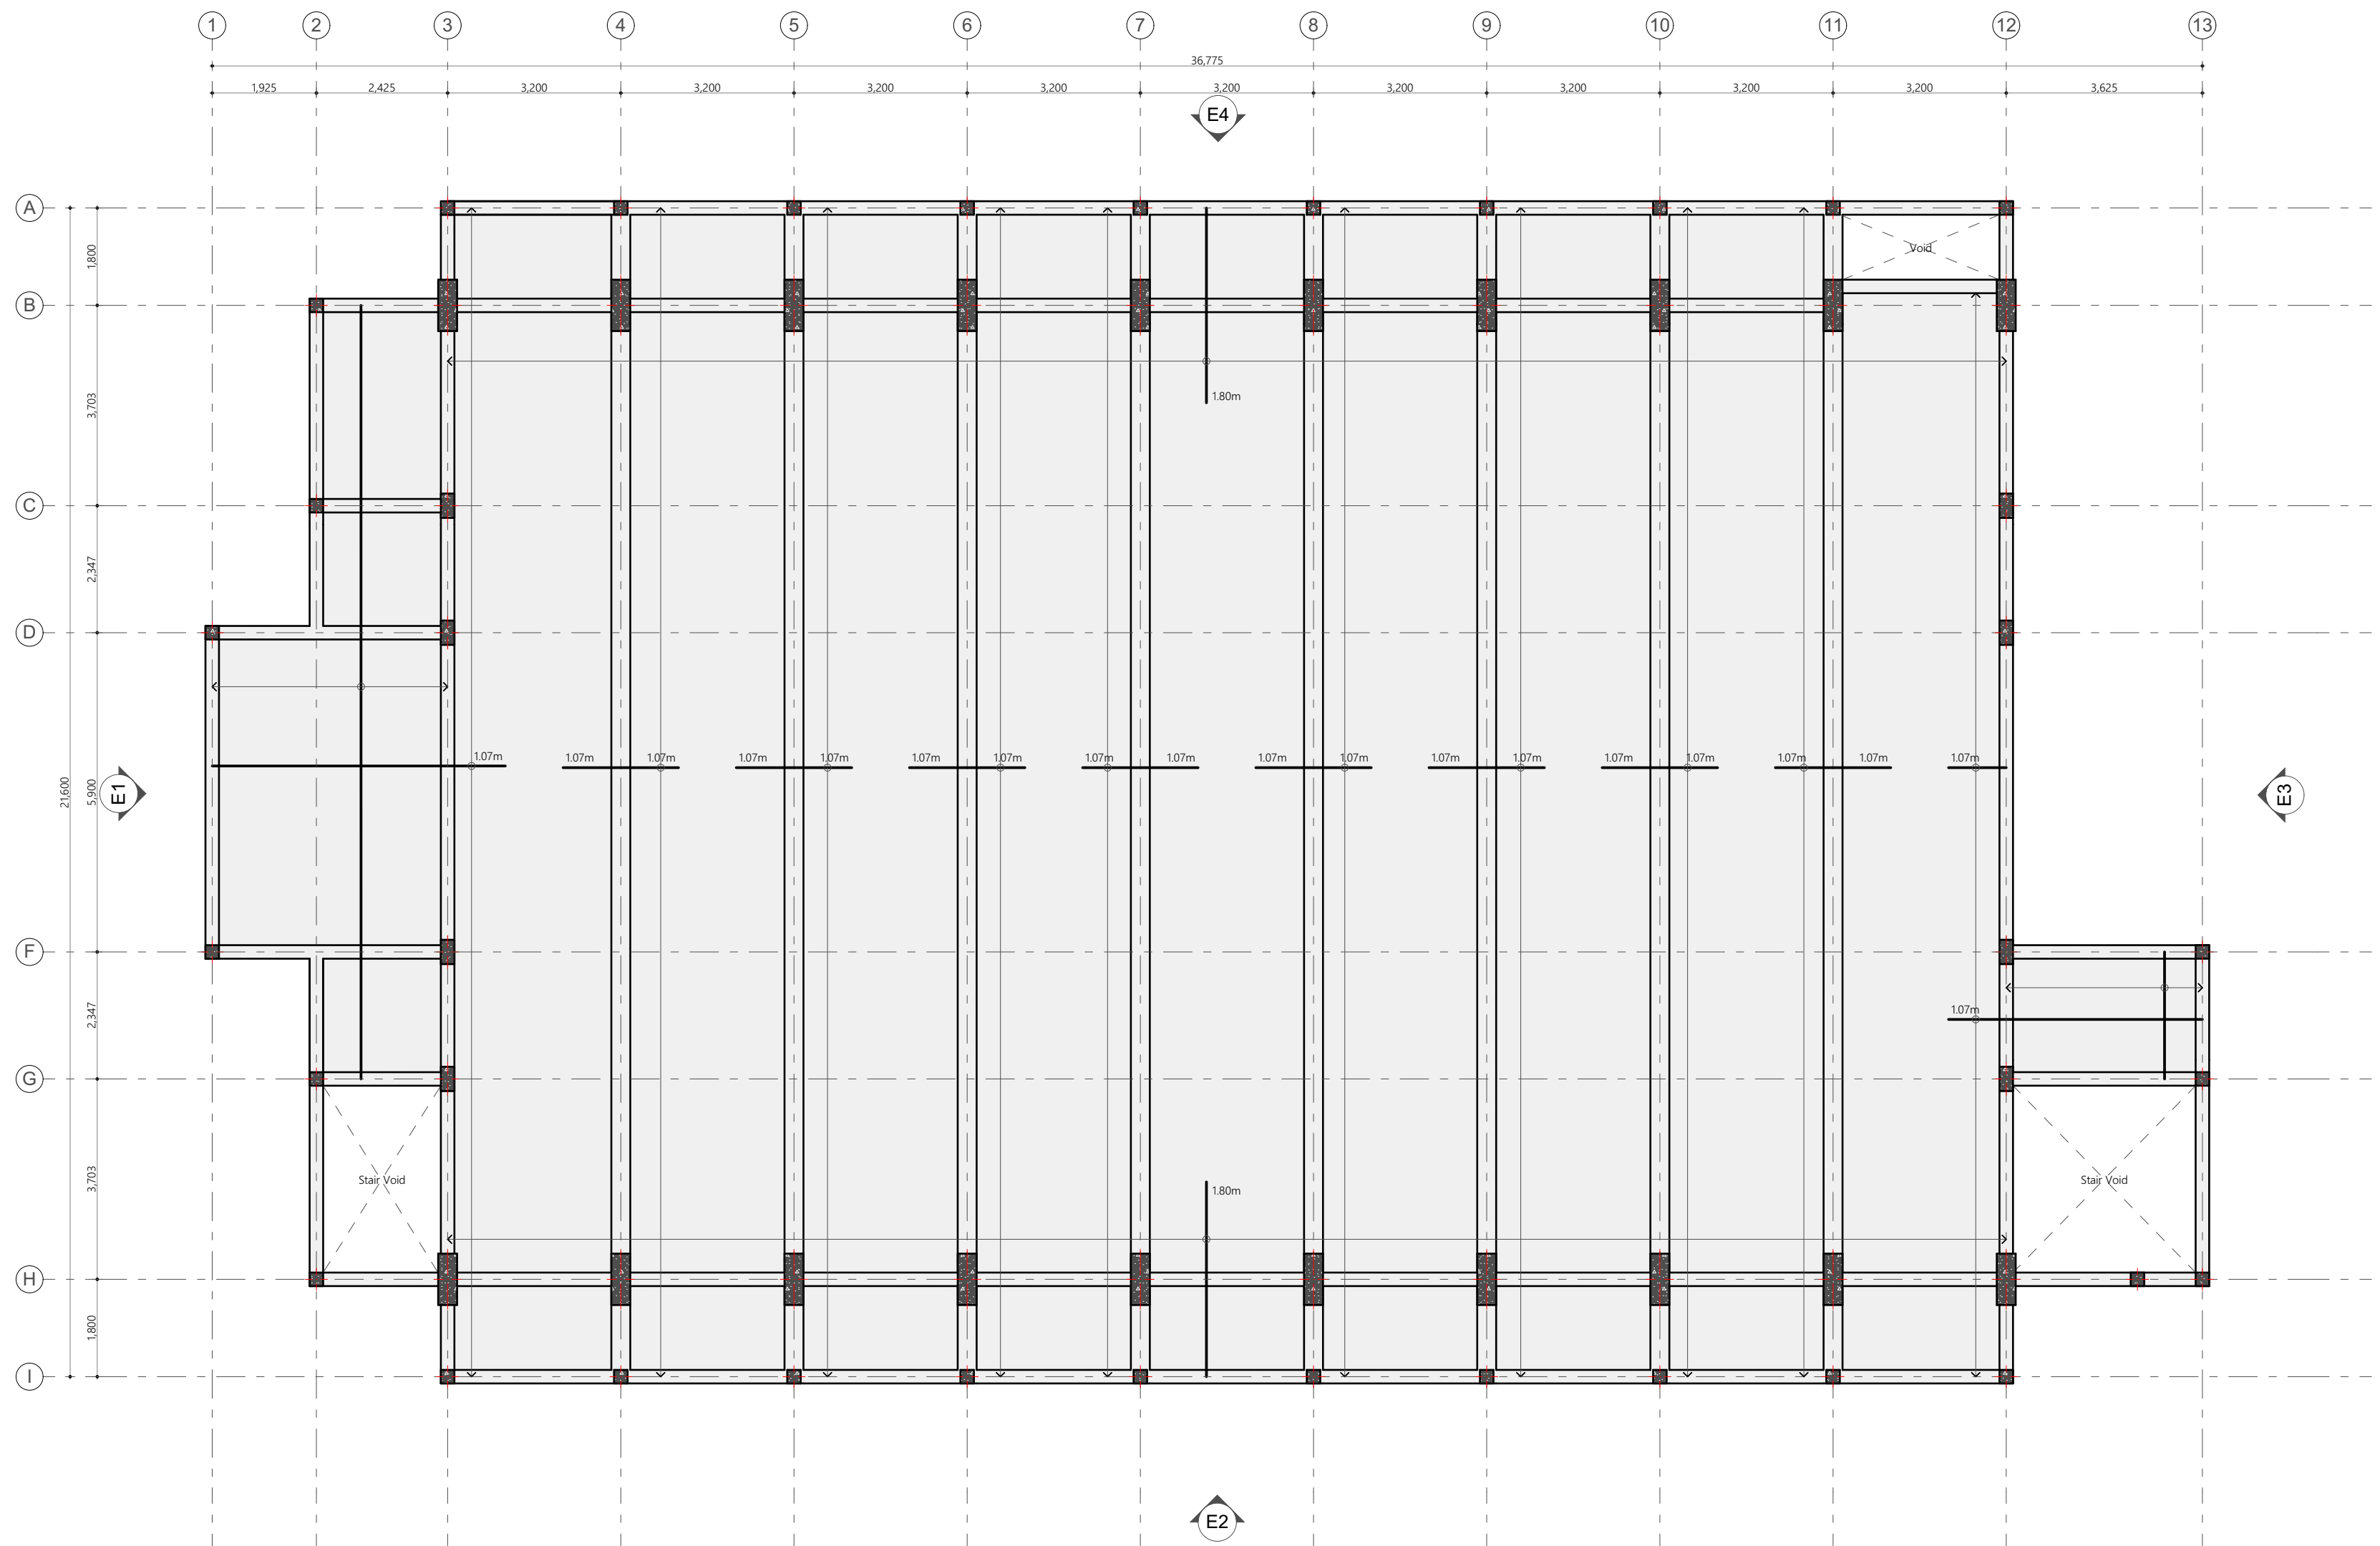 1 2 3 4 5 6 7 8 9 10 11 12 13
36,775
1,925 2,425 3,200 3,200 3,200 3,200 3,200 3,200 3,200 3,200 3,200 3,625
E4
A
1,800
Void
B
3,703
1.80m
C
2,347
D
1.07m 1.07m 1.07m 1.07m 1.07m 1.07m 1.07m 1.07m 1.07m 1.07m 1.07m 1.07m 1.07m 1.07m 1.07m 1.07m 1.07m 1.07m
21,600
5,900
E1
E3
F
2,347
1.07m
G
3,703
Stair Void
1.80m
Stair Void
H
1,800
I
E2